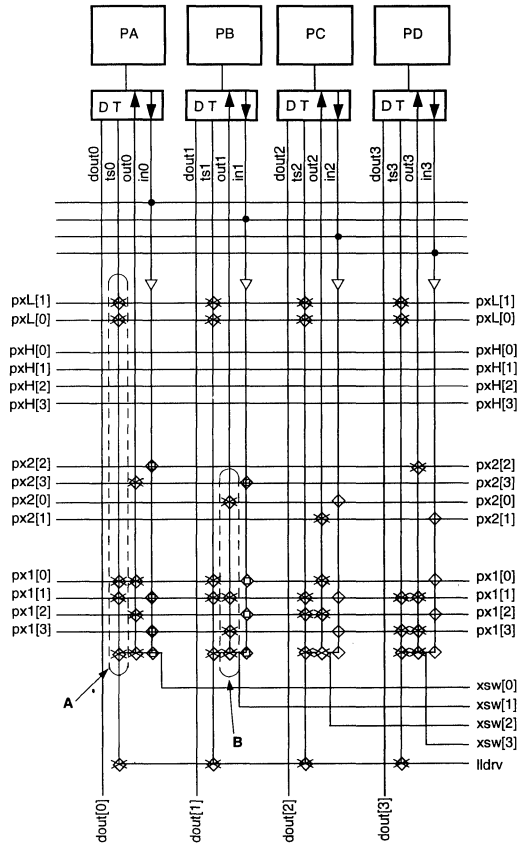 PA PB PC PD
D T D T D T D T
dout0 ts0 out0 in0 dout1 ts1 out1 in1 dout2 ts2 out2 in2 dout3 ts3 out3 in3
pxL[1] pxL[1]
pxL[0] pxL[0]
pxH[0] pxH[0]
pxH[1] pxH[1]
pxH[2] pxH[2]
pxH[3] pxH[3]
px2[2] px2[2]
px2[3] px2[3]
px2[0] px2[0]
px2[1] px2[1]
px1[0] px1[0]
px1[1] px1[1]
px1[2] px1[2]
px1[3] px1[3]
xsw[0]
A
xsw[1]
B
xsw[2]
xsw[3]
lldrv
dout[0] dout[1] dout[2] dout[3]